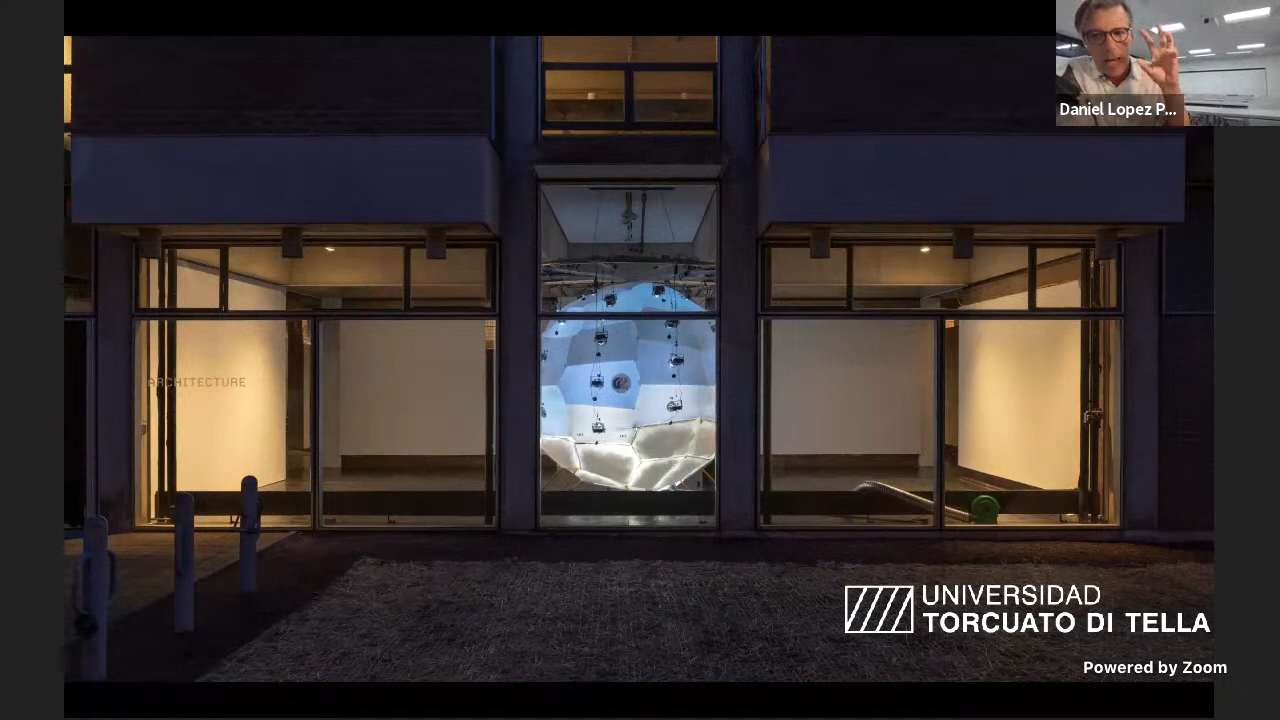 Daniel Lopez P...
ARCHITECTURE
UNIVERSIDAD
TORCUATO DI TELLA
Powered by Zoom